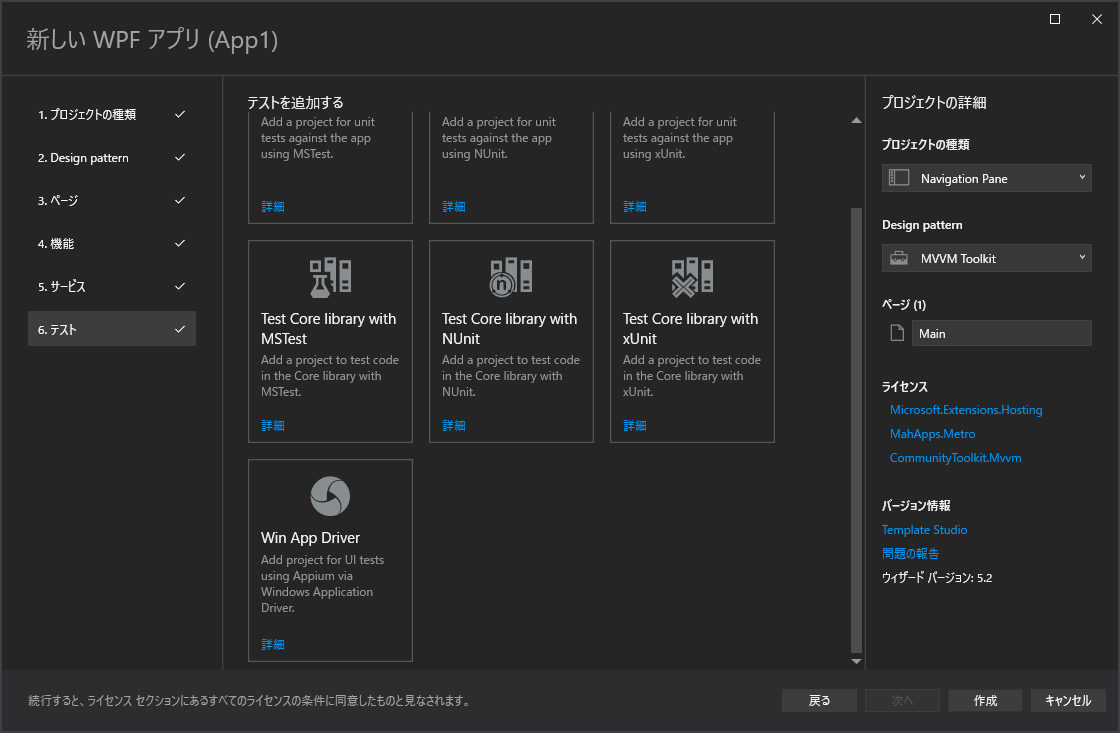 新しい WPF アプリ (App1)
1. プロジェクトの種類
2. Design pattern
3. ページ
4. 機能
5. サービス
6. テスト
テストを追加する
Add a project for unit
tests against the app
using MSTest.
詳細
Add a project for unit
tests against the app
using NUnit.
詳細
Add a project for unit
tests against the app
using xUnit.
詳細
Test Core library with
MSTest
Add a project to test code
in the Core library with
MSTest.
詳細
Test Core library with
NUnit
Add a project to test code
in the Core library with
NUnit.
詳細
Test Core library with
xUnit
Add a project to test code
in the Core library with
xUnit.
詳細
Win App Driver
Add project for UI tests
using Appium via
Windows Application
Driver.
詳細
プロジェクトの詳細
プロジェクトの種類
Navigation Pane
Design pattern
MVVM Toolkit
ページ (1)
Main
ライセンス
Microsoft.Extensions.Hosting
MahApps.Metro
CommunityToolkit.Mvvm
バージョン情報
Template Studio
問題の報告
ウィザード バージョン: 5.2
続行すると、ライセンス セクションにあるすべてのライセンスの条件に同意したものと見なされます。
戻る
次へ
作成
キャンセル